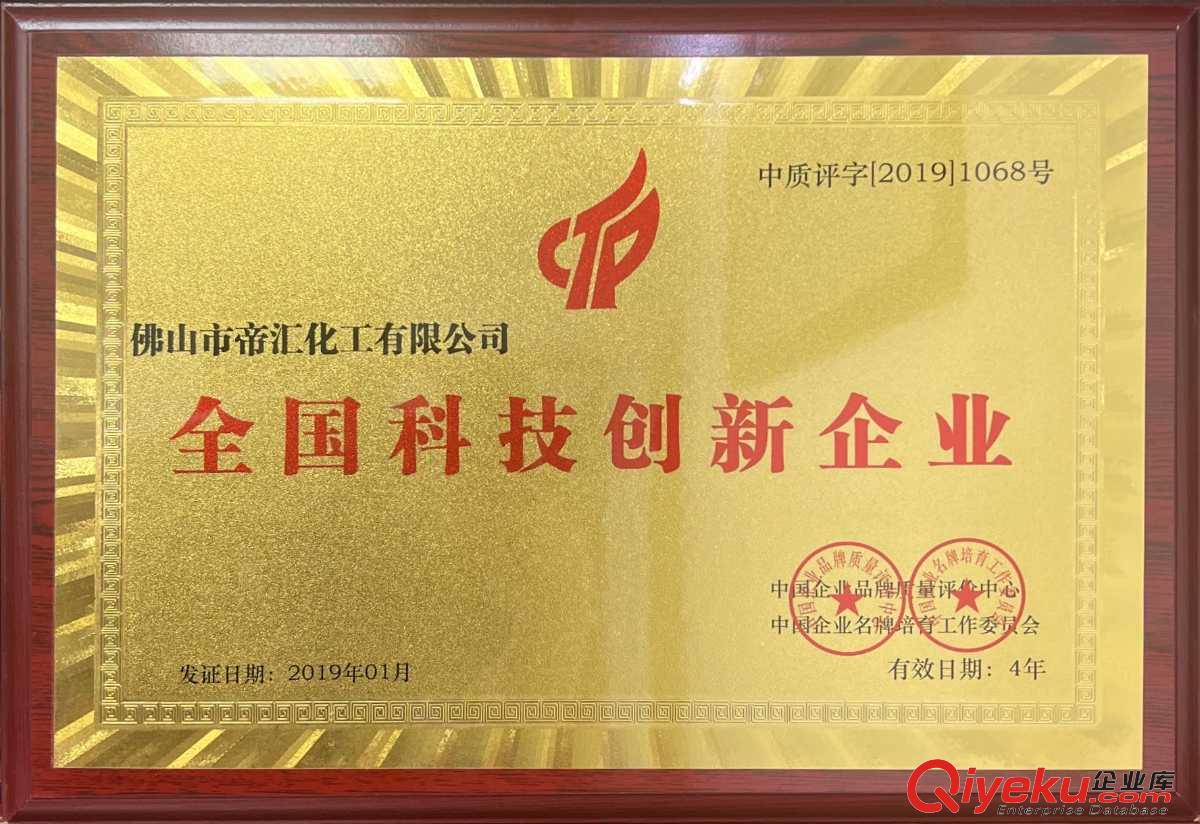 CTP
中质评字[2019]1068号
佛山市帝汇化工有限公司
全国科技创新企业
中国企业品牌质量评价中心
中国企业名牌培育工作委员会
发证日期：2019年01月
有效日期：4年
Qiyeku.com 企业库
Enterprise Database